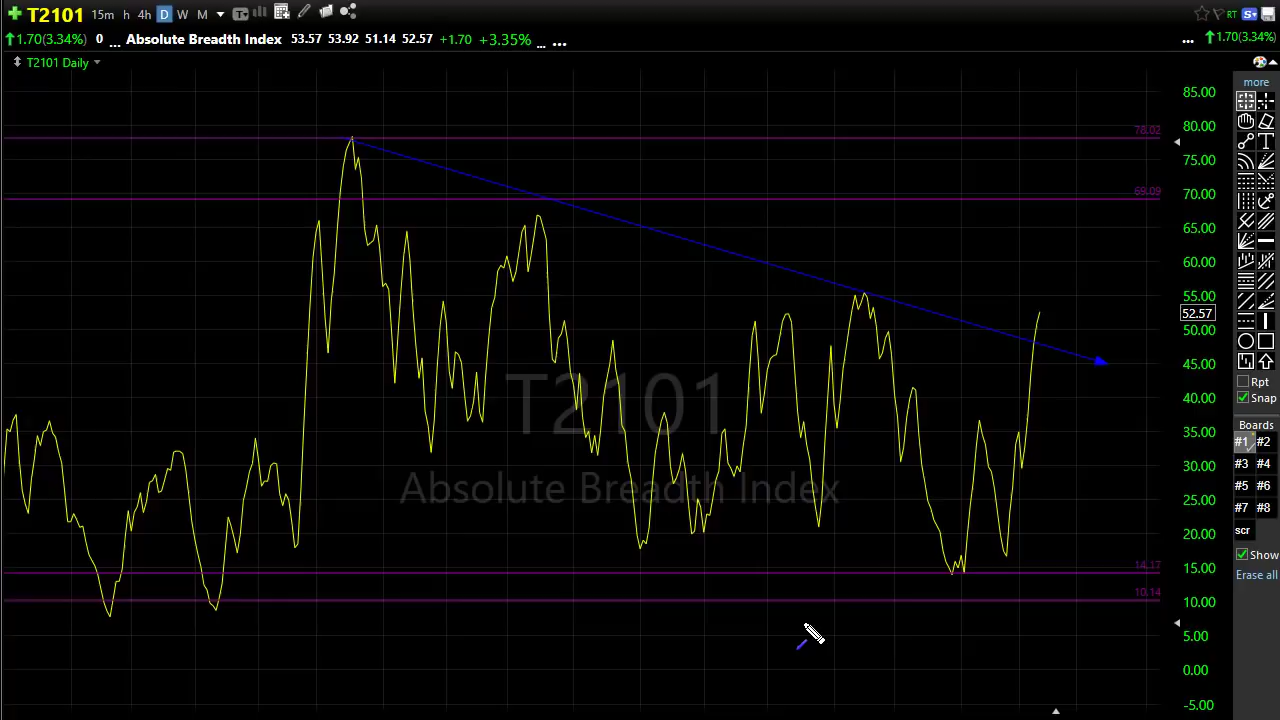 T2101 15m h 4h D W M T RT S
1.70(3.34%) 0 ... Absolute Breadth Index 53.57 53.92 51.14 52.57 +1.70 +3.35% ... ... ... 1.70(3.34%)
T2101 Daily
more
85.00
80.00
78.02
75.00
70.00
69.09
65.00
60.00
55.00
52.57
50.00
45.00
40.00
35.00
30.00
25.00
20.00
15.00
14.17
10.14
10.00
5.00
0.00
-5.00
T2101
Absolute Breadth Index
T
Rpt
Snap
Boards
#1 #2
#3 #4
#5 #6
#7 #8
scr
Show
Erase all